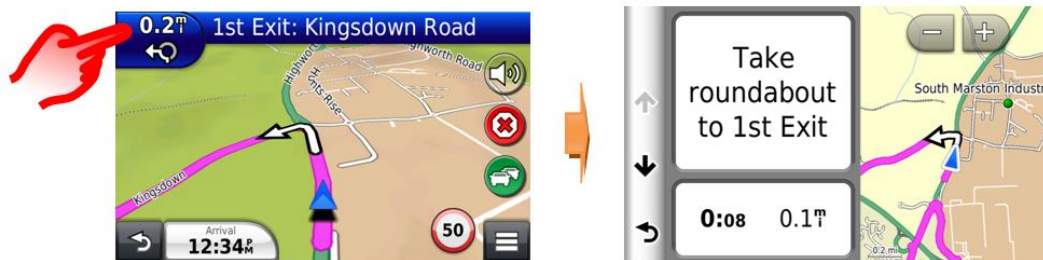 0.2mi
1st Exit: Kingsdown Road
Highworth Road
Kingsdown
Arrival
12:34PM
50
Take
roundabout
to 1st Exit
0:08 0.1mi
South Marston Industr
0.2 mi